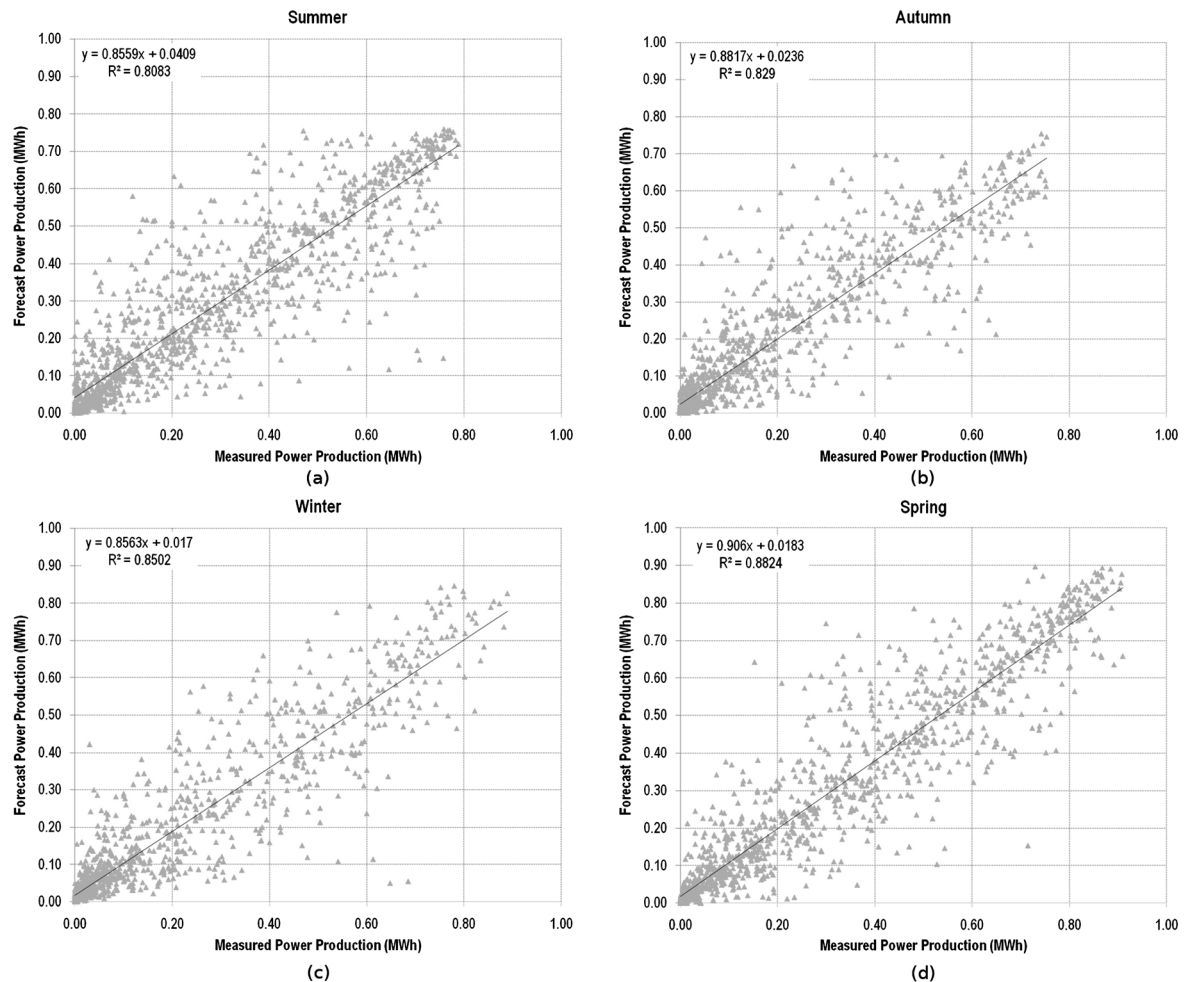 Summer
y = 0.8559x + 0.0409
R² = 0.8083
1.00
0.90
0.80
0.70
0.60
0.50
0.40
0.30
0.20
0.10
0.00
Forecast Power Production (MWh)
0.00 0.20 0.40 0.60 0.80 1.00
Measured Power Production (MWh)
(a)
Autumn
y = 0.8817x + 0.0236
R² = 0.829
1.00
0.90
0.80
0.70
0.60
0.50
0.40
0.30
0.20
0.10
0.00
Forecast Power Production (MWh)
0.00 0.20 0.40 0.60 0.80 1.00
Measured Power Production (MWh)
(b)
Winter
y = 0.8563x + 0.017
R² = 0.8502
1.00
0.90
0.80
0.70
0.60
0.50
0.40
0.30
0.20
0.10
0.00
Forecast Power Production (MWh)
0.00 0.20 0.40 0.60 0.80 1.00
Measured Power Production (MWh)
(c)
Spring
y = 0.906x + 0.0183
R² = 0.8824
1.00
0.90
0.80
0.70
0.60
0.50
0.40
0.30
0.20
0.10
0.00
Forecast Power Production (MWh)
0.00 0.20 0.40 0.60 0.80 1.00
Measured Power Production (MWh)
(d)